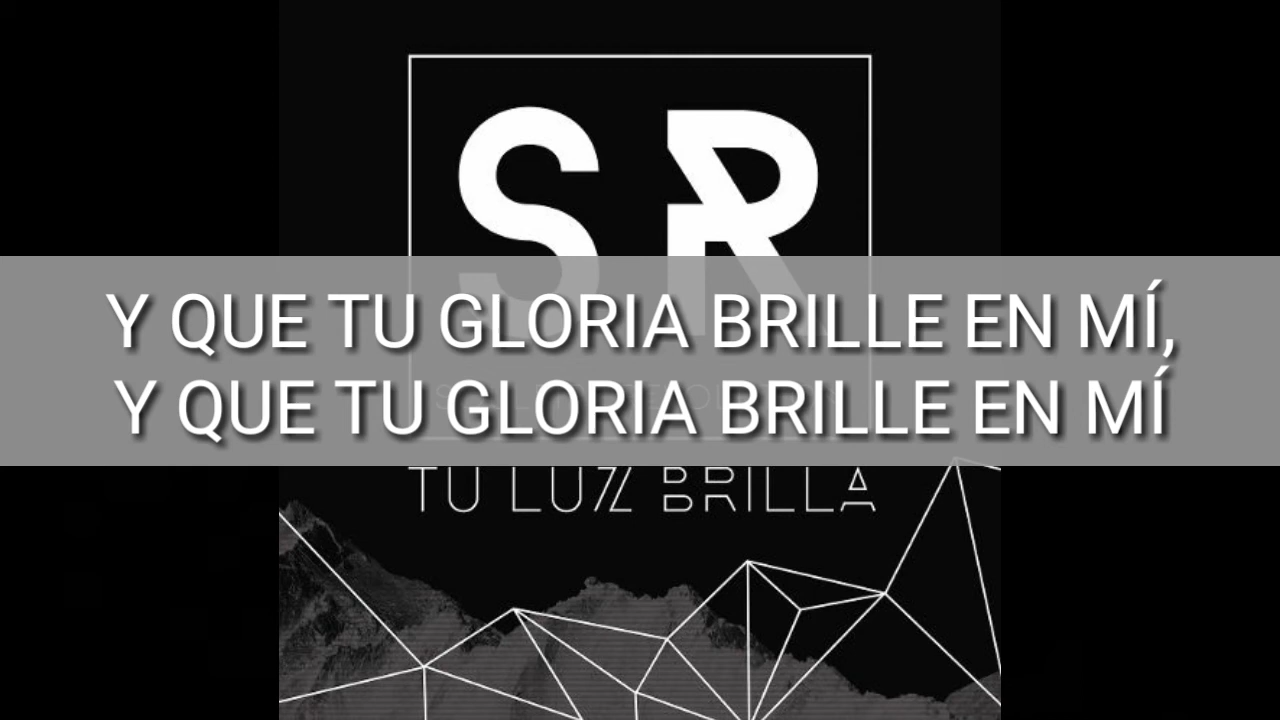 SR
Y QUE TU GLORIA BRILLE EN MÍ,
Y QUE TU GLORIA BRILLE EN MÍ
TU LUZ BRILLA